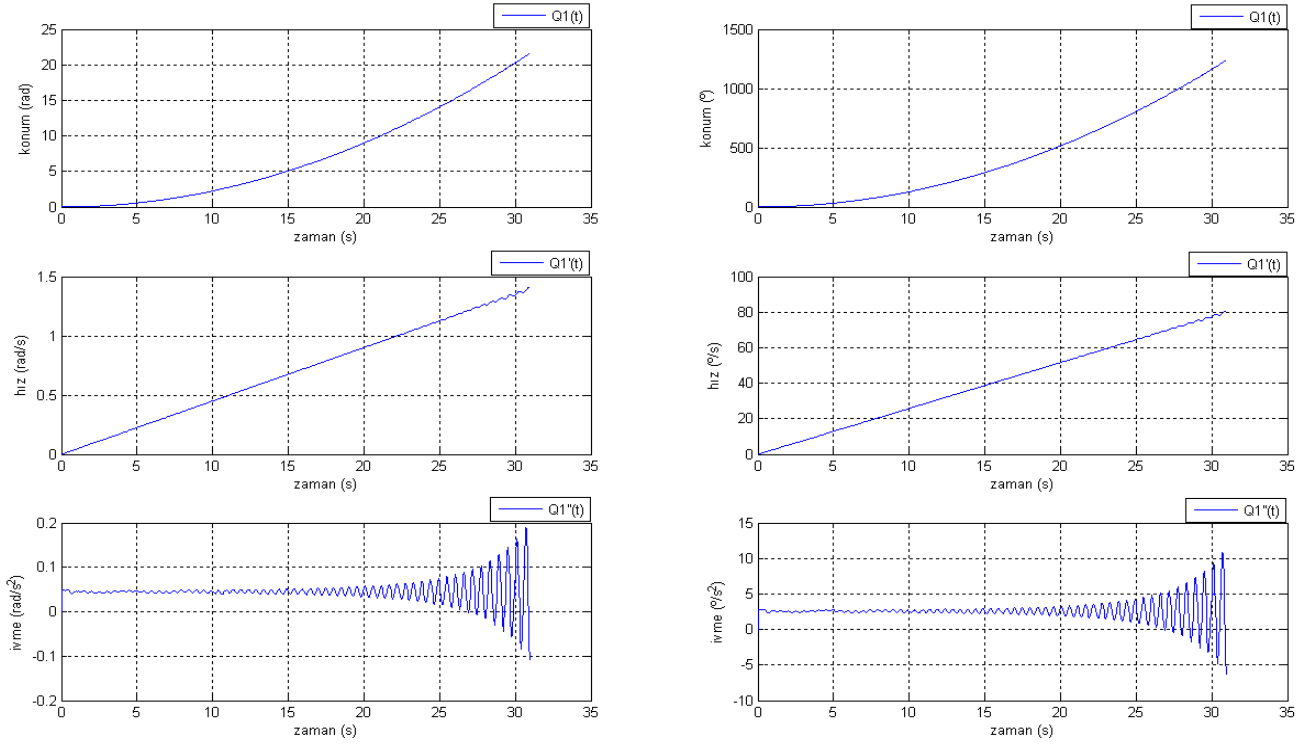 Q1(t)
25
20
15
10
5
0
konum (rad)
0 5 10 15 20 25 30 35
zaman (s)
Q1(t)
1500
1000
500
0
konum (º)
0 5 10 15 20 25 30 35
zaman (s)
Q1'(t)
1.5
1
0.5
0
hız (rad/s)
0 5 10 15 20 25 30 35
zaman (s)
Q1'(t)
100
80
60
40
20
0
hız (º/s)
0 5 10 15 20 25 30 35
zaman (s)
Q1''(t)
0.2
0.1
0
-0.1
-0.2
ivme (rad/s²)
0 5 10 15 20 25 30 35
zaman (s)
Q1''(t)
15
10
5
0
-5
-10
ivme (º/s²)
0 5 10 15 20 25 30 35
zaman (s)